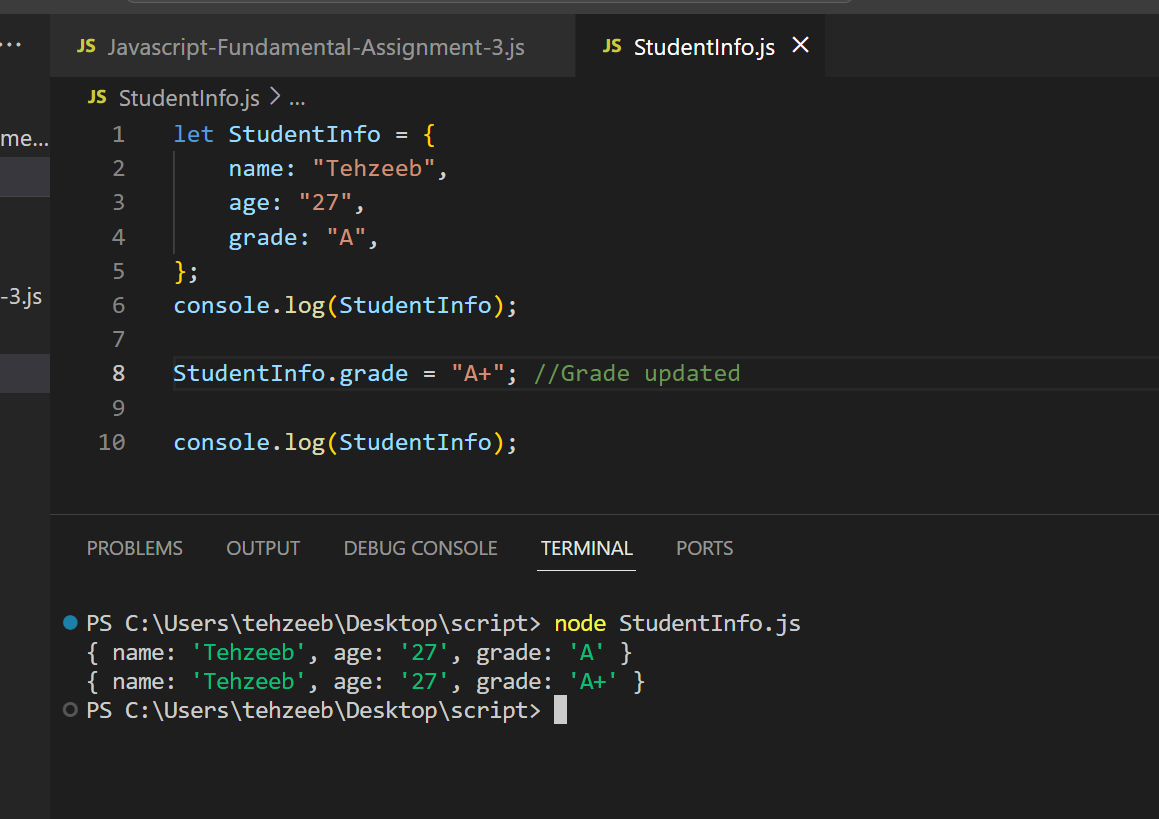 ...
JS Javascript-Fundamental-Assignment-3.js JS StudentInfo.js ×
JS StudentInfo.js > ...
me...
-3.js
1 let StudentInfo = {
2     name: "Tehzeeb",
3     age: "27",
4     grade: "A",
5 };
6 console.log(StudentInfo);
7
8 StudentInfo.grade = "A+"; //Grade updated
9
10 console.log(StudentInfo);
PROBLEMS OUTPUT DEBUG CONSOLE TERMINAL PORTS
PS C:\Users\tehzeeb\Desktop\script> node StudentInfo.js
{ name: 'Tehzeeb', age: '27', grade: 'A' }
{ name: 'Tehzeeb', age: '27', grade: 'A+' }
PS C:\Users\tehzeeb\Desktop\script>